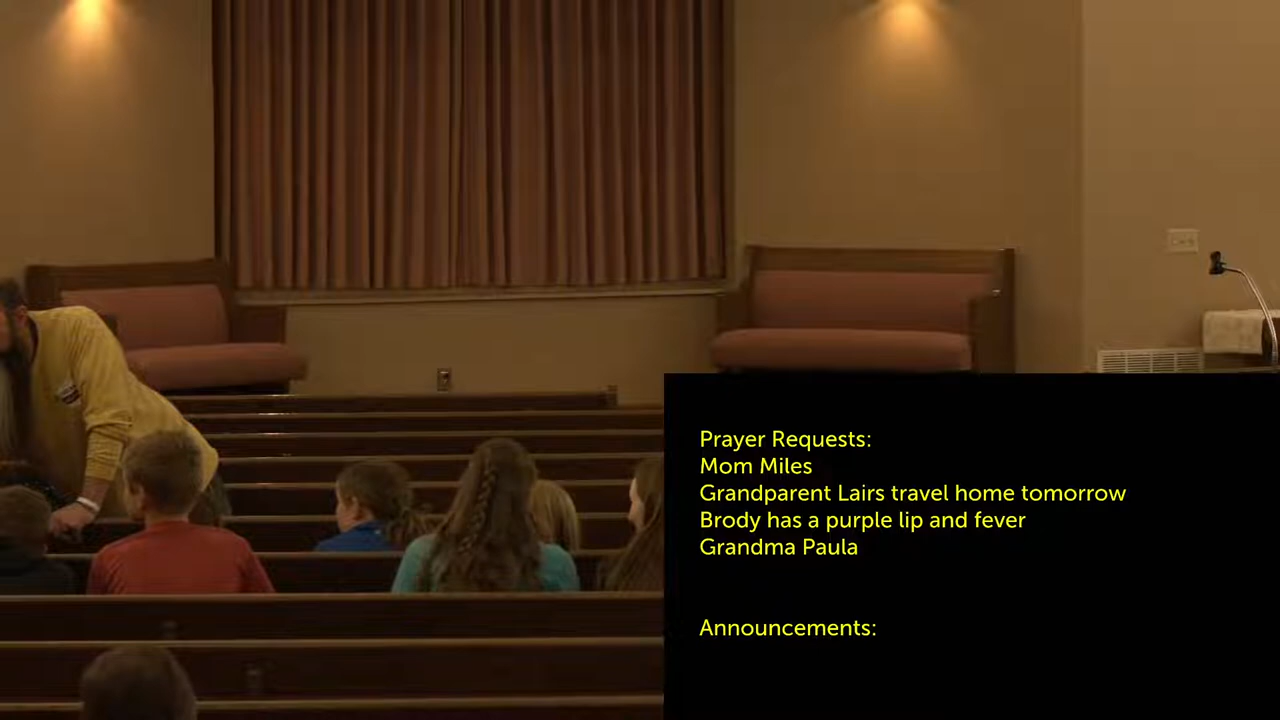 Prayer Requests:
Mom Miles
Grandparent Lairs travel home tomorrow
Brody has a purple lip and fever
Grandma Paula
Announcements: